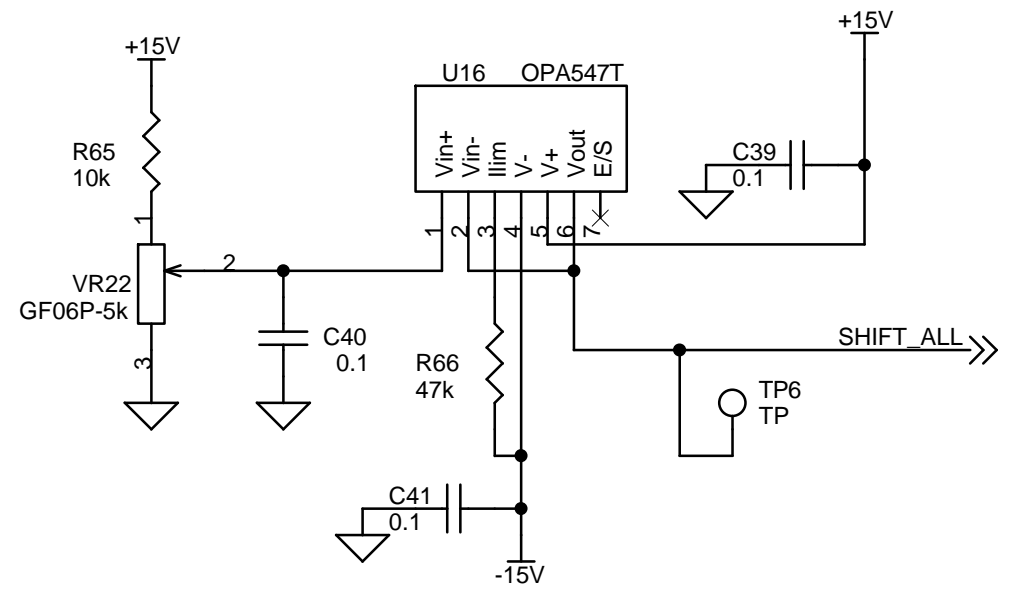 +15V
+15V
U16 OPA547T
Vin+
Vin-
Ilim
V-
V+
Vout
E/S
R65
10k
C39
0.1
1
1
2
3
4
5
6
7
2
VR22
GF06P-5k
3
C40
0.1
R66
47k
SHIFT_ALL
TP6
TP
C41
0.1
-15V